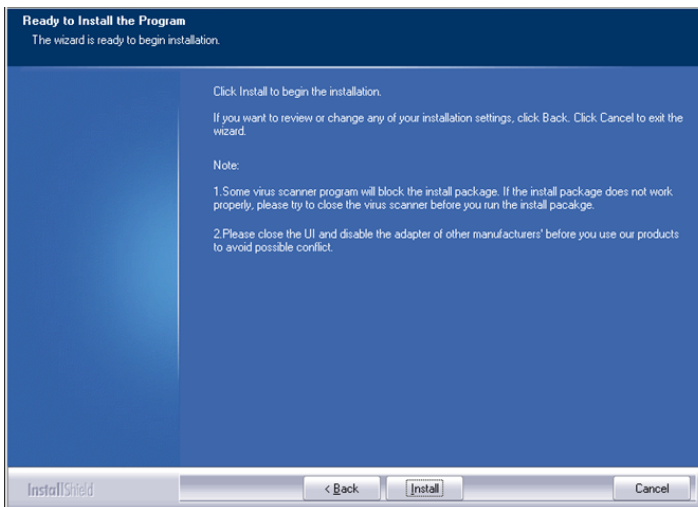 Ready to Install the Program
The wizard is ready to begin installation.
Click Install to begin the installation.
If you want to review or change any of your installation settings, click Back. Click Cancel to exit the
wizard.
Note:
1.Some virus scanner program will block the install package. If the install package does not work
properly, please try to close the virus scanner before you run the install pacakge.
2.Please close the UI and disable the adapter of other manufacturers' before you use our products
to avoid possible conflict.
InstallShield
< Back
Install
Cancel